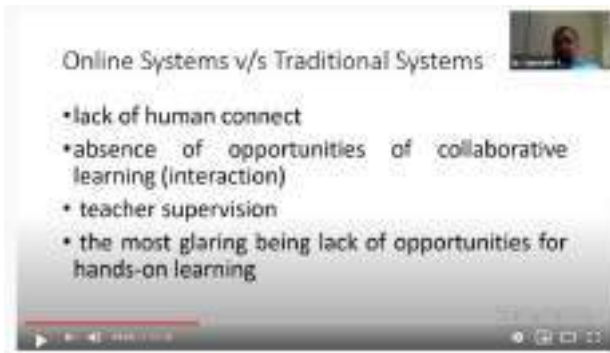 Online Systems v/s Traditional Systems
•lack of human connect
•absence of opportunities of collaborative
learning (interaction)
• teacher supervision
• the most glaring being lack of opportunities for
hands-on learning